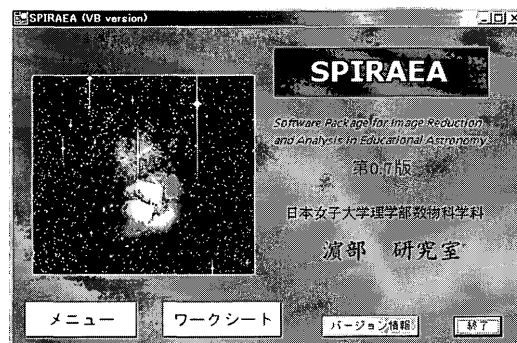 SPIRAEA (VB version)
SPIRAEA
Software Package for Image Reduction
and Analysis in Educational Astronomy
第0.7版
日本女子大学理学部数物科学科
濵部 研究室
メニュー
ワークシート
バージョン情報
終了